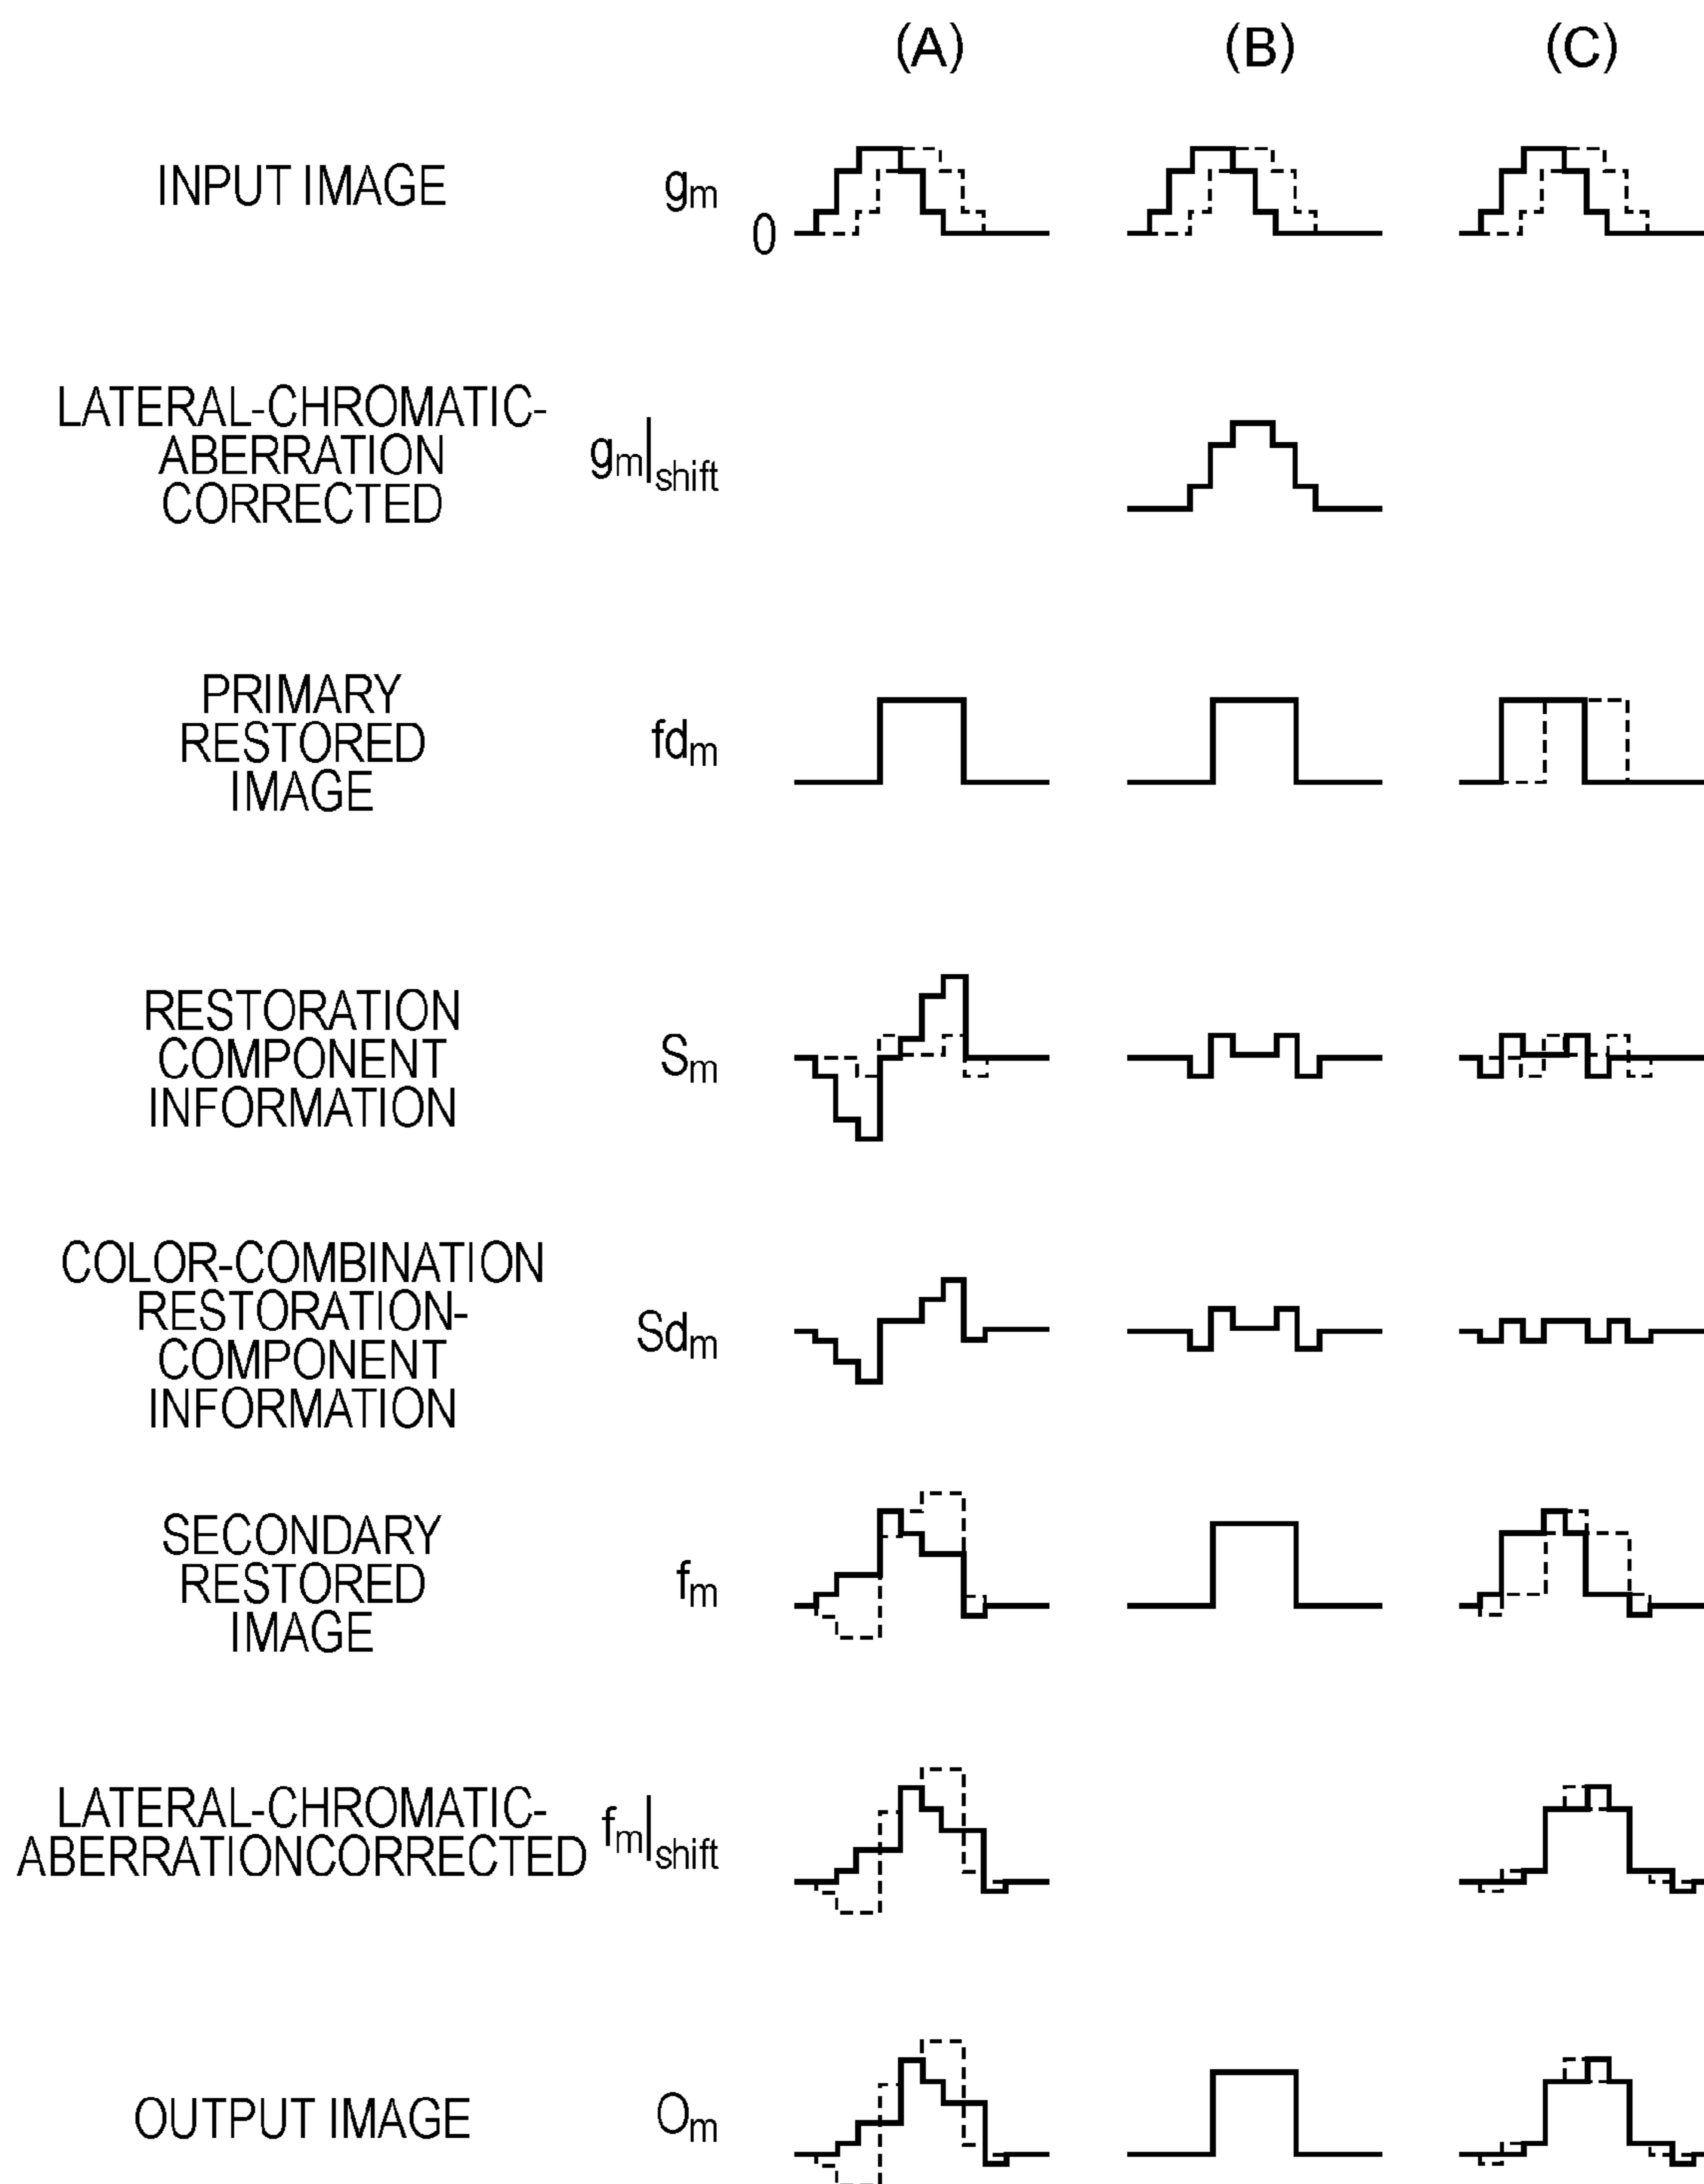 (A) (B) (C)
INPUT IMAGE gm
0
LATERAL-CHROMATIC-
ABERRATION
CORRECTED
gm|shift
PRIMARY
RESTORED
IMAGE
fdm
RESTORATION
COMPONENT
INFORMATION
Sm
COLOR-COMBINATION
RESTORATION-
COMPONENT
INFORMATION
Sdm
SECONDARY
RESTORED
IMAGE
fm
LATERAL-CHROMATIC-
ABERRATIONCORRECTED
fm|shift
OUTPUT IMAGE Om